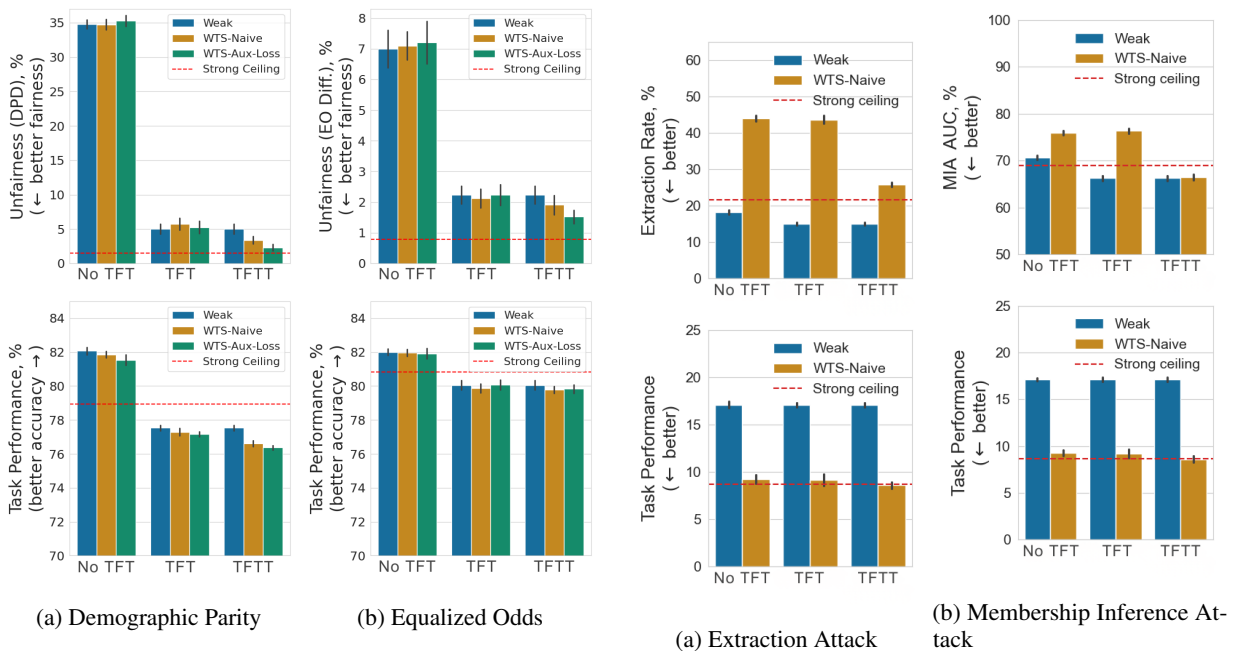 Unfairness (DPD), %
(← better fairness)
35
30
25
20
15
10
5
0
Weak
WTS-Naive
WTS-Aux-Loss
Strong Ceiling
No TFT
TFT
TFTT
Unfairness (EO Diff.), %
(← better fairness)
8
7
6
5
4
3
2
1
0
Weak
WTS-Naive
WTS-Aux-Loss
Strong Ceiling
No TFT
TFT
TFTT
Extraction Rate, %
(← better)
60
50
40
30
20
10
0
Weak
WTS-Naive
Strong ceiling
No TFT
TFT
TFTT
MIA AUC, %
(← better)
100
90
80
70
60
50
Weak
WTS-Naive
Strong ceiling
No TFT
TFT
TFTT
Task Performance, %
(better accuracy →)
84
82
80
78
76
74
72
70
Weak
WTS-Naive
WTS-Aux-Loss
Strong Ceiling
No TFT
TFT
TFTT
(a) Demographic Parity
Task Performance, %
(better accuracy →)
84
82
80
78
76
74
72
70
Weak
WTS-Naive
WTS-Aux-Loss
Strong Ceiling
No TFT
TFT
TFTT
(b) Equalized Odds
Task Performance
(← better)
25
20
15
10
5
0
Weak
WTS-Naive
Strong ceiling
No TFT
TFT
TFTT
(a) Extraction Attack
Task Performance
(← better)
25
20
15
10
5
0
Weak
WTS-Naive
Strong ceiling
No TFT
TFT
TFTT
(b) Membership Inference At-
tack